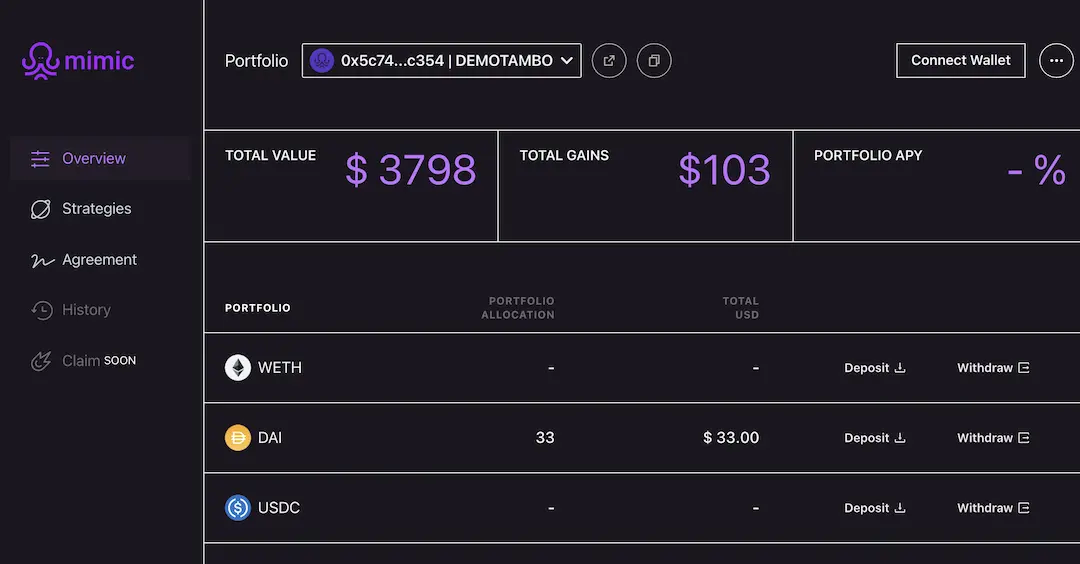 mimic
Portfolio 0x5c74...c354 | DEMOTAMBO Connect Wallet
Overview
Strategies
Agreement
History
Claim SOON
TOTAL VALUE $ 3798
TOTAL GAINS $103
PORTFOLIO APY - %
PORTFOLIO PORTFOLIO ALLOCATION TOTAL USD
WETH - - Deposit Withdraw
DAI 33 $ 33.00 Deposit Withdraw
USDC - - Deposit Withdraw